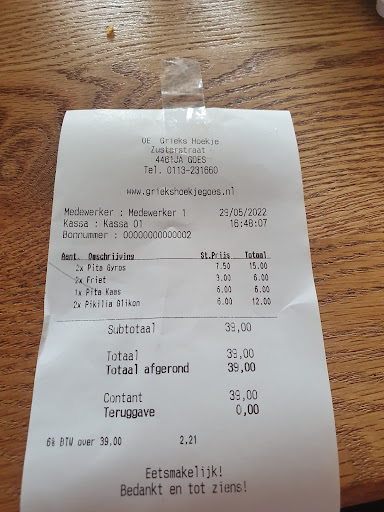 't Grieks Hoekje
Zusterstraat
4461JA GOES
Tel. 0113-231660
www.griekshoekjegoes.nl
Medewerker : Medewerker 1 29/05/2022
Kassa : Kassa 01 16:48:07
Bonnummer : 00000000000002
Aant. Omschrijving St.Prijs Totaal
2x Pita Gyros 7.50 15.00
2x Friet 3.00 6.00
1x Pita Kaas 6.00 6.00
2x Pikilia Glikon 6.00 12.00
Subtotaal 39,00
Totaal 39,00
Totaal afgerond 39,00
Contant 39,00
Teruggave 0,00
6% BTW over 39.00 2.21
Eetsmakelijk!
Bedankt en tot ziens!